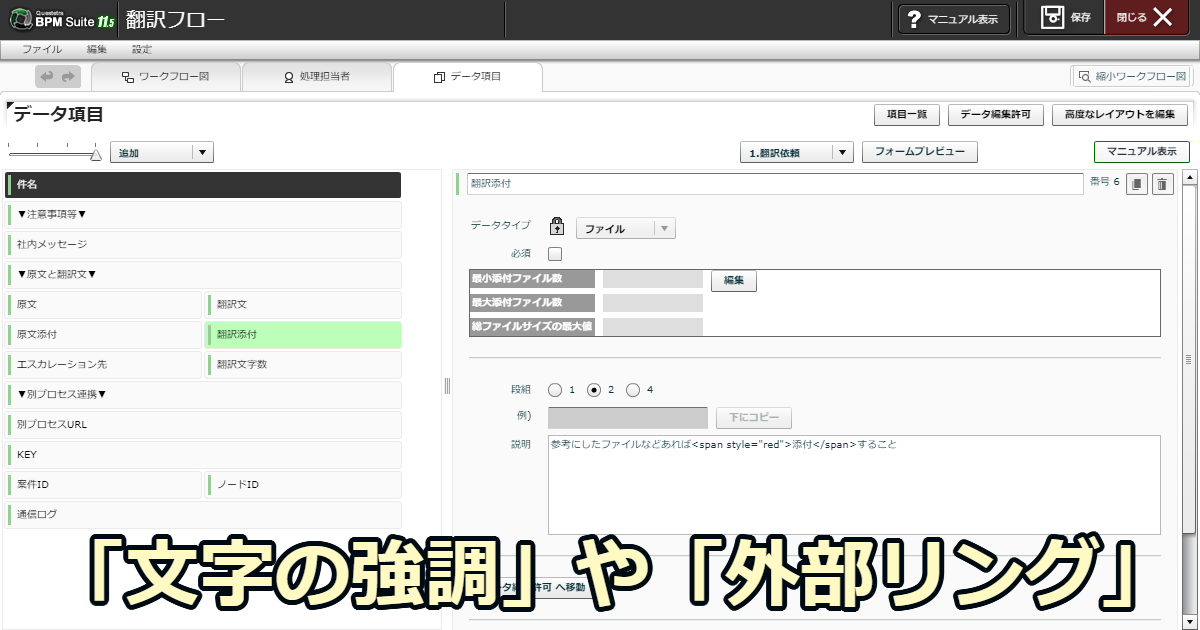 Questetra
BPM Suite 11.5 翻訳フロー
? マニュアル表示 保存 閉じる
ファイル 編集 設定
ワークフロー図 処理担当者 データ項目 縮小ワークフロー図
データ項目
項目一覧 データ編集許可 高度なレイアウトを編集
追加 1.翻訳依頼 フォームプレビュー マニュアル表示
件名
▼注意事項等▼
社内メッセージ
▼原文と翻訳文▼
原文 翻訳文
原文添付 翻訳添付
エスカレーション先 翻訳文字数
▼別プロセス連携▼
別プロセスURL
KEY
案件ID ノードID
通信ログ
翻訳添付 番号 6
データタイプ ファイル
必須
最小添付ファイル数 編集
最大添付ファイル数
総ファイルサイズの最大値
段組 1 2 4
例) 下にコピー
説明 参考にしたファイルなどあれば<span style="red">添付</span>すること
許可 へ移動
「文字の強調」や「外部リング」